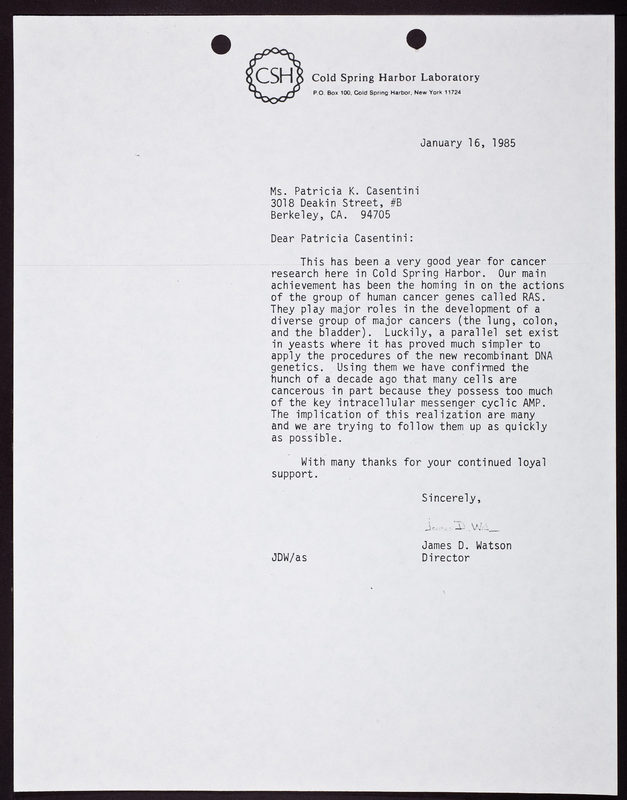 CSH
Cold Spring Harbor Laboratory
P.O. Box 100, Cold Spring Harbor, New York 11724
January 16, 1985
Ms. Patricia K. Casentini
3018 Deakin Street, #B
Berkeley, CA.  94705
Dear Patricia Casentini:
This has been a very good year for cancer
research here in Cold Spring Harbor.  Our main
achievement has been the homing in on the actions
of the group of human cancer genes called RAS.
They play major roles in the development of a
diverse group of major cancers (the lung, colon,
and the bladder).  Luckily, a parallel set exist
in yeasts where it has proved much simpler to
apply the procedures of the new recombinant DNA
genetics.  Using them we have confirmed the
hunch of a decade ago that many cells are
cancerous in part because they possess too much
of the key intracellular messenger cyclic AMP.
The implication of this realization are many
and we are trying to follow them up as quickly
as possible.
With many thanks for your continued loyal
support.
Sincerely,
James D. Watson
JDW/as
Director